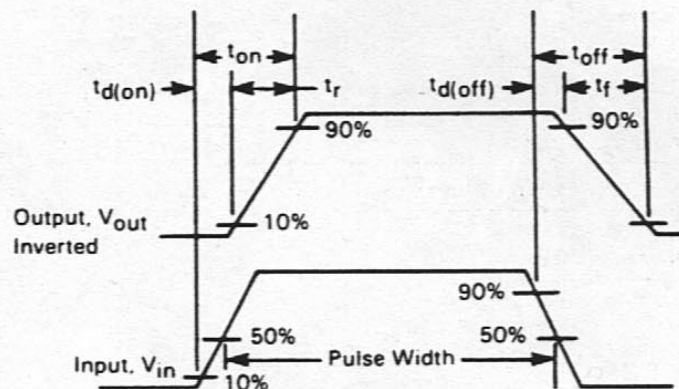 t_on
t_off
t_d(on)
t_r
t_d(off)
t_f
90%
90%
Output, V_out
Inverted
10%
90%
50%
50%
Input, V_in
10%
Pulse Width